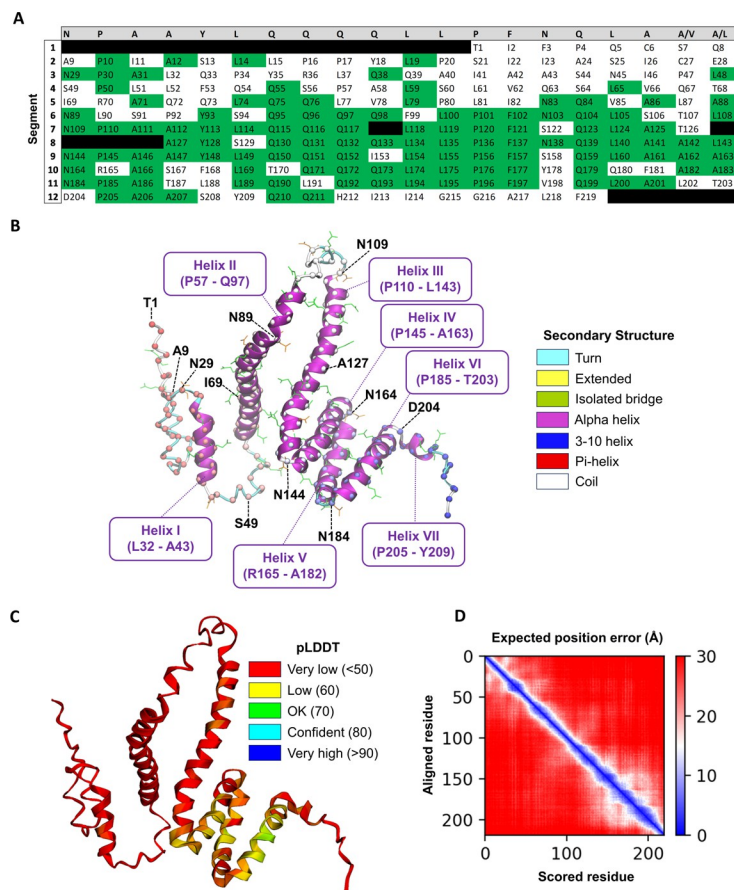 A
N P A A Y L Q Q Q Q L L P F N Q L A A/V A/L
Segment
1 T1 I2 F3 P4 Q5 C6 S7 Q8
2 A9 P10 I11 A12 S13 L14 L15 P16 P17 Y18 L19 P20 S21 I22 I23 A24 S25 C26 A27 E28
3 N29 P30 A31 L32 Q33 P34 Y35 R36 L37 Q38 Q39 A40 I41 A42 A43 S44 N45 I46 P47 L48
4 S49 P50 L51 L52 F53 Q54 Q55 S56 P57 A58 L59 S60 L61 V62 Q63 S64 L65 V66 Q67
5 I69 R70 A71 Q72 Q73 L74 Q75 Q76 L77 V78 L79 P80 L81 I82 N83 Q84 V85 A86 L87 A88
6 N89 L90 S91 P92 Y93 S94 Q95 Q96 Q97 Q98 F99 L100 P101 F102 N103 Q104 L105 S106 T107 L108
7 N109 P110 A111 A112 Y113 L114 Q115 Q116 Q117 L118 L119 P120 F121 S122 Q123 L124 A125 T126
8 A127 Y128 S129 Q130 Q131 Q132 Q133 L134 L135 P136 F137 N138 Q139 L140 A141 A142 L143
9 N144 P145 A146 A147 Y148 L149 Q150 Q151 Q152 I153 L154 L155 P156 F157 S158 Q159 L160 A161 A162 A163
10 N164 R165 A166 S167 F168 L169 T170 Q171 Q172 Q173 L174 L175 P176 F177 Y178 Q179 Q180 F181 A182 A183
11 N184 P185 A186 T187 L188 L189 Q190 L191 Q192 Q193 L194 L195 P196 F197 V198 Q199 L200 A201 L202 T203
12 D204 P205 A206 A207 S208 Y209 Q210 Q211 H212 I213 I214 G215 G216 A217 L218 F219
B
N109
Helix II
(P57 - Q97)
Helix III
(P110 - L143)
T1
N89
Helix IV
(P145 - A163)
A9
N29
A127
Helix VI
(P185 - T203)
I69
N164
D204
N144
S49
N184
Helix I
(L32 - A43)
Helix V
(R165 - A182)
Helix VII
(P205 - Y209)
Secondary Structure
Turn
Extended
Isolated bridge
Alpha helix
3-10 helix
Pi-helix
Coil
C
pLDDT
Very low (<50)
Low (60)
OK (70)
Confident (80)
Very high (>90)
D
Expected position error (Å)
0
50
100
150
200
Aligned residue
0 100 200
Scored residue
30
20
10
0